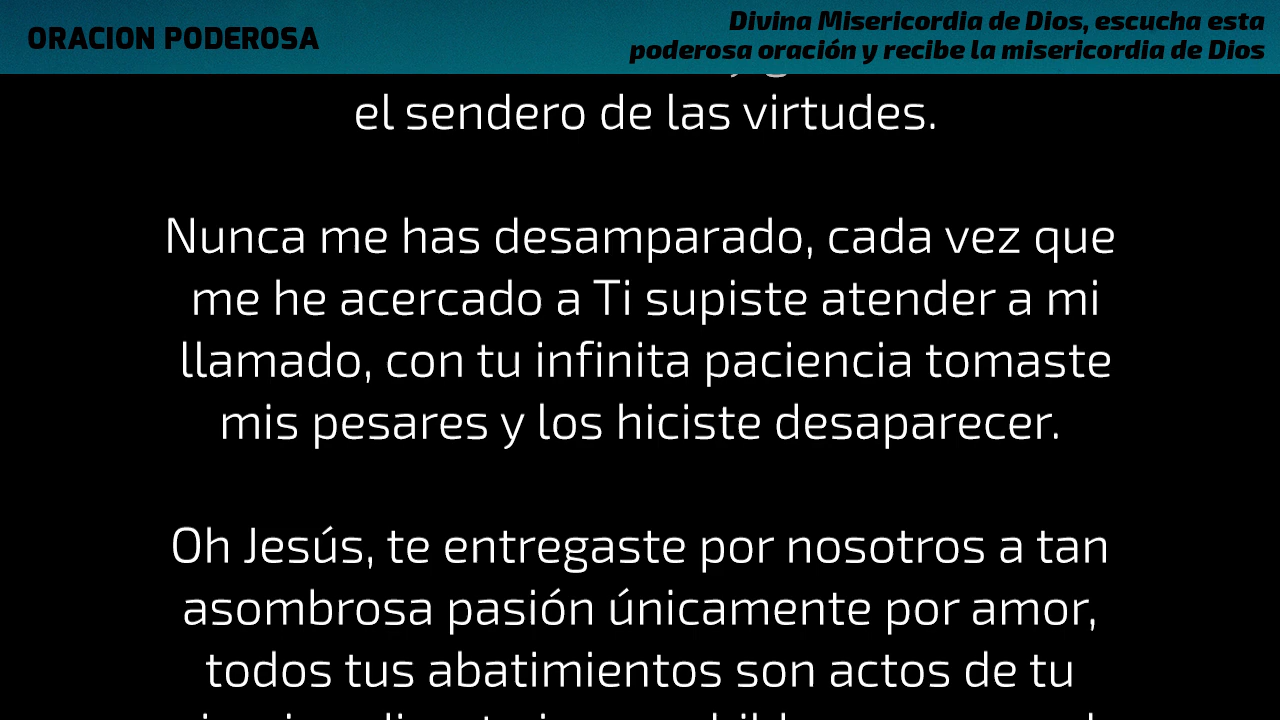 ORACION PODEROSA
Divina Misericordia de Dios, escucha esta
poderosa oración y recibe la misericordia de Dios
el sendero de las virtudes.
Nunca me has desamparado, cada vez que
me he acercado a Ti supiste atender a mi
llamado, con tu infinita paciencia tomaste
mis pesares y los hiciste desaparecer.
Oh Jesús, te entregaste por nosotros a tan
asombrosa pasión únicamente por amor,
todos tus abatimientos son actos de tu